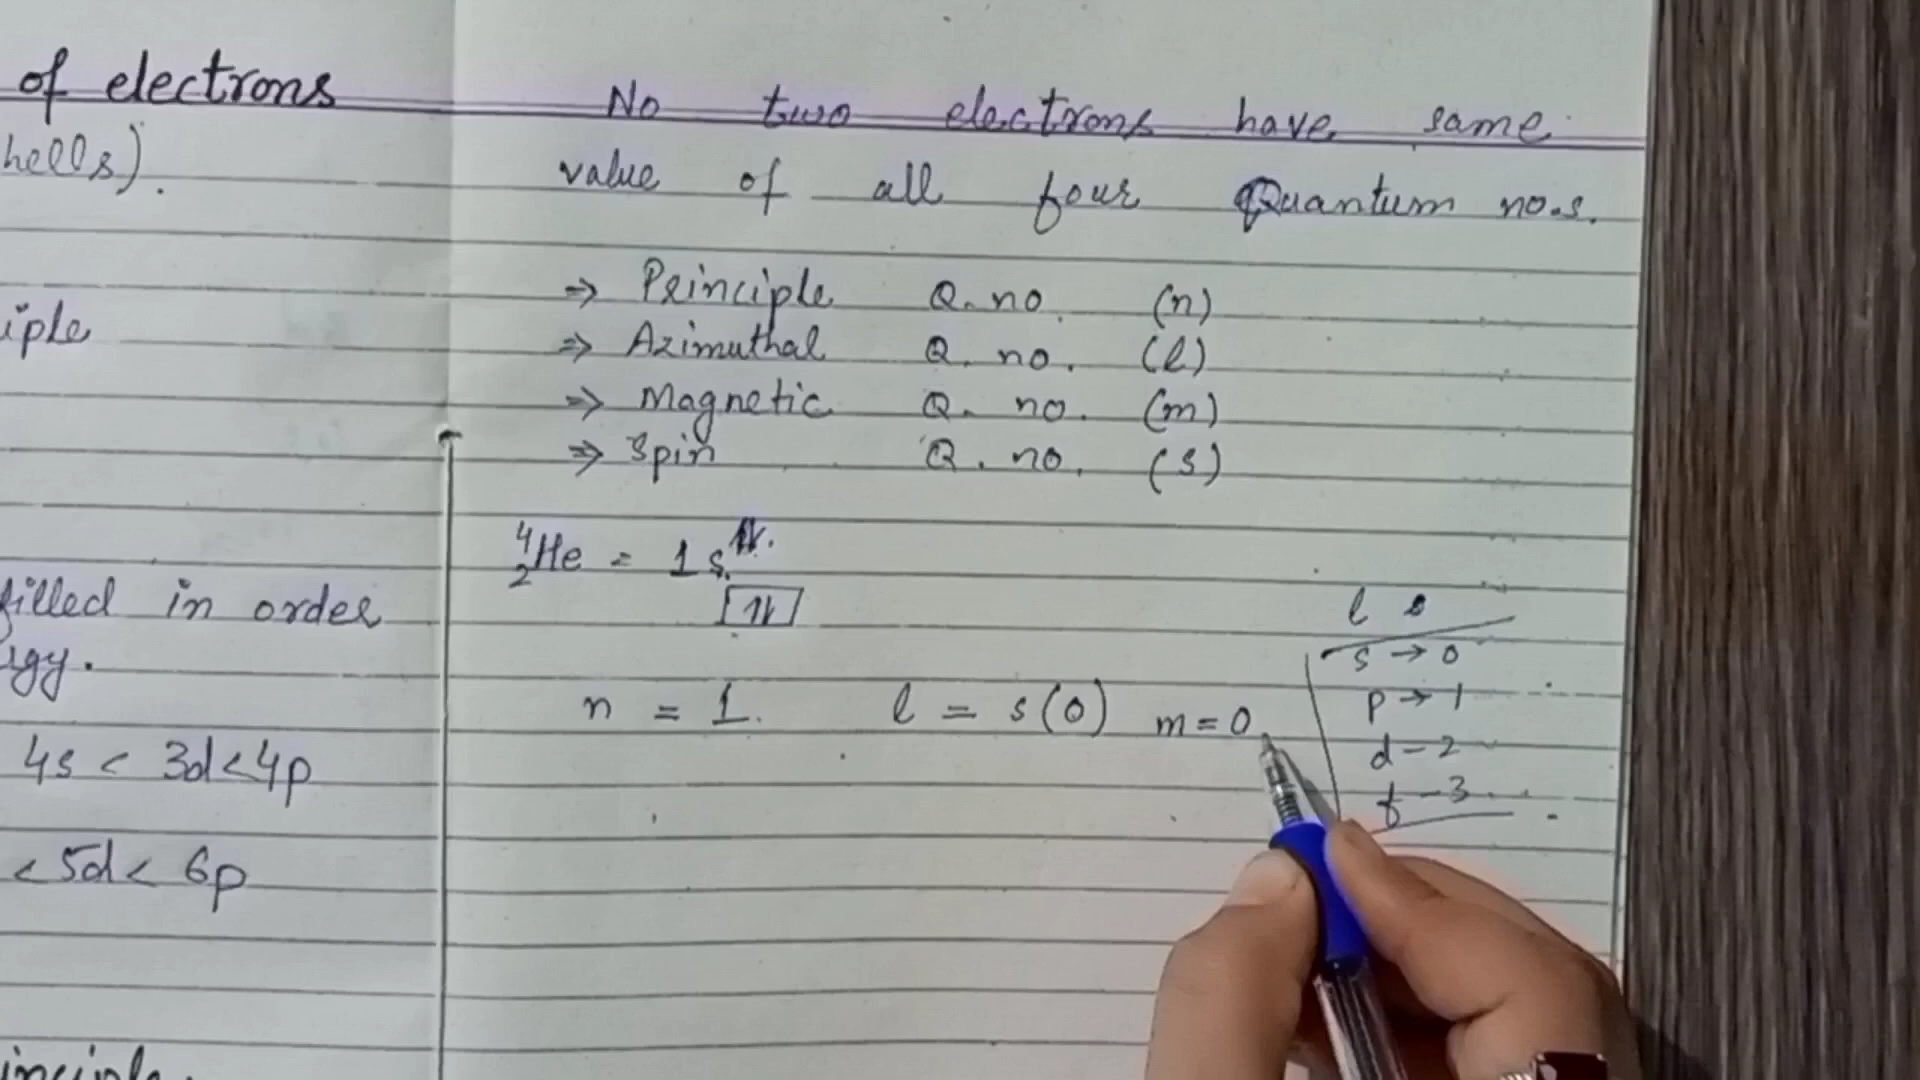 of electrons
hells).
iple
filled in order
rgy.
4s < 3d<4p
< 5d< 6p
inciple.
No two electrons have same
value of all four Quantum no.s.
⇒ Principle Q. no. (n)
⇒ Azimuthal Q. no. (l)
⇒ Magnetic Q. no. (m)
⇒ Spin Q. no. (s)
⁴₂He = 1s^⇅.
⇅
n = 1. l = s(0) m = 0
l
s → 0
p → 1
d – 2
f – 3